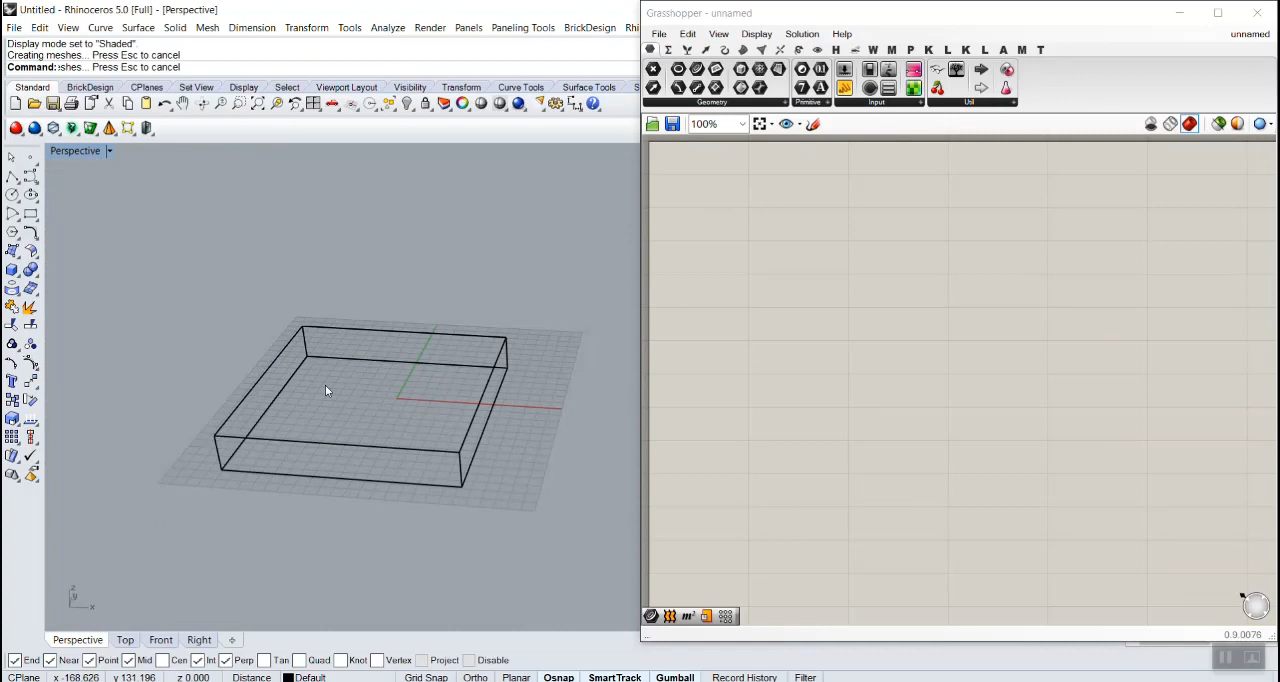 Untitled - Rhinoceros 5.0 [Full] - [Perspective]
File Edit View Curve Surface Solid Mesh Dimension Transform Tools Analyze Render Panels Paneling Tools BrickDesign Rhi
Display mode set to "Shaded".
Creating meshes... Press Esc to cancel
Command: shes... Press Esc to cancel
Standard BrickDesign CPlanes Set View Display Select Viewport Layout Visibility Transform Curve Tools Surface Tools S
Perspective
z
y
x
Perspective Top Front Right
End Near Point Mid Cen Int Perp Tan Quad Knot Vertex Project Disable
CPlane x -168.626 y 131.196 z 0.000 Distance Default Grid Snap Ortho Planar Osnap SmartTrack Gumball Record History Filter
Grasshopper - unnamed
File Edit View Display Solution Help unnamed
H W M P K L K L A M T
Geometry Primitive Input Util
100%
m²
...
0.9.0076